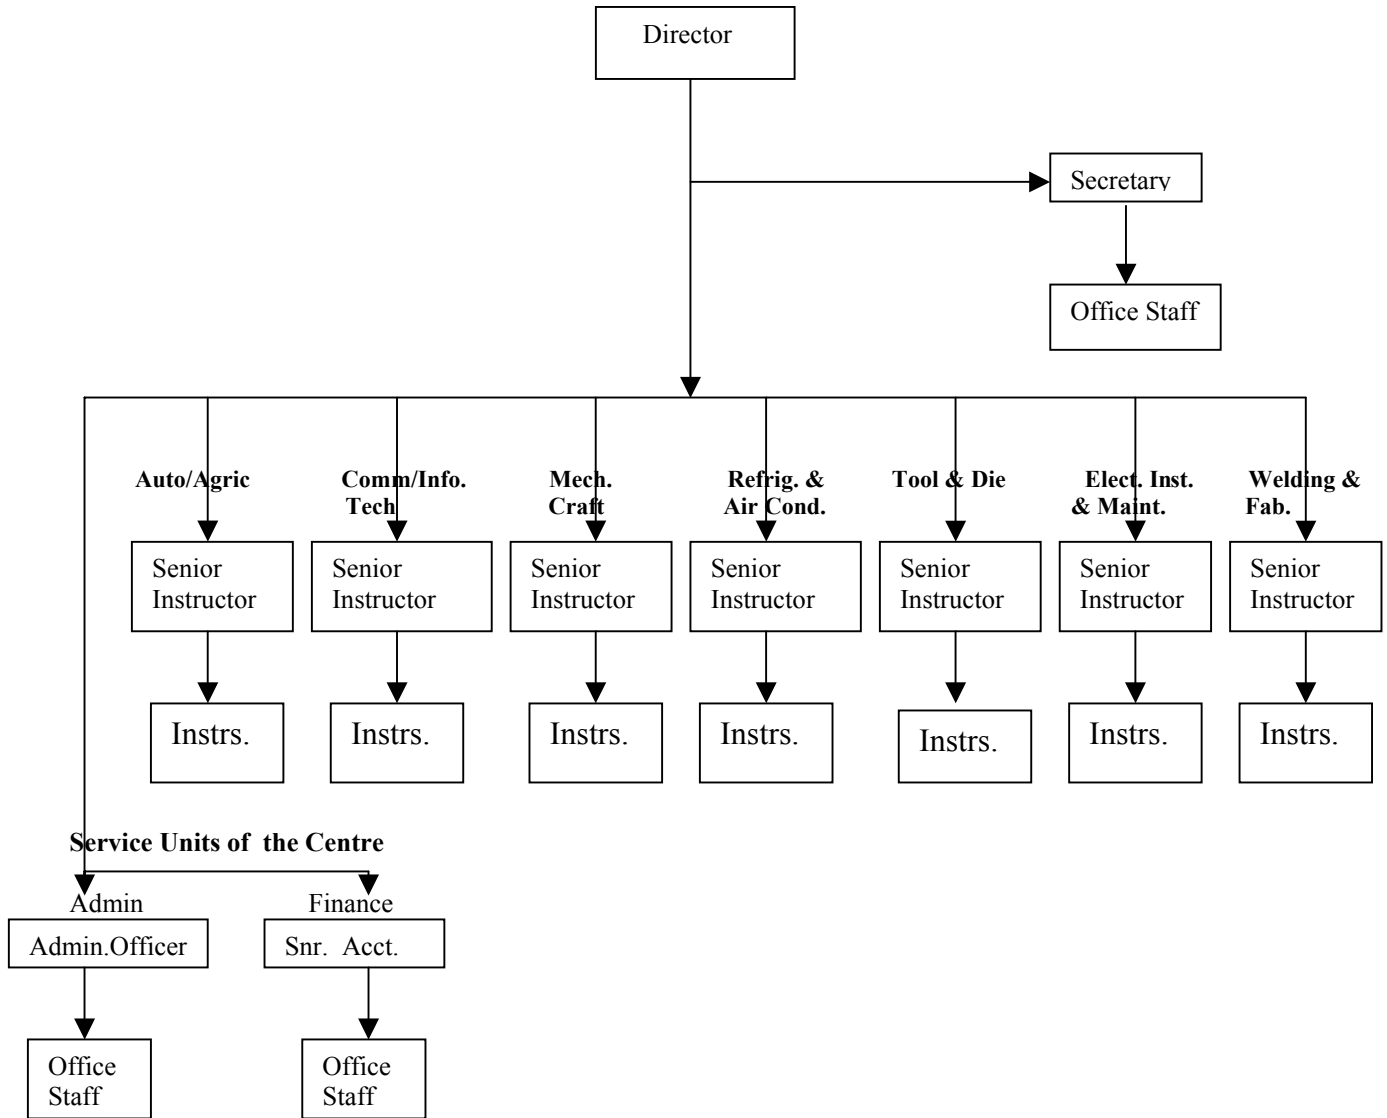 Director
Secretary
Office Staff
Auto/Agric
Comm/Info.
Tech
Mech.
Craft
Refrig. &
Air Cond.
Tool & Die
Elect. Inst.
& Maint.
Welding &
Fab.
Senior
Instructor
Senior
Instructor
Senior
Instructor
Senior
Instructor
Senior
Instructor
Senior
Instructor
Senior
Instructor
Instrs.
Instrs.
Instrs.
Instrs.
Instrs.
Instrs.
Instrs.
Service Units of the Centre
Admin
Finance
Admin.Officer
Snr. Acct.
Office
Staff
Office
Staff